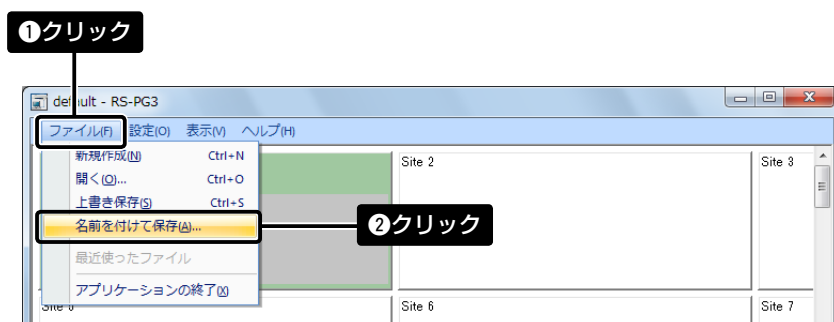 ❶クリック
default - RS-PG3
ファイル(F) 設定(O) 表示(V) ヘルプ(H)
新規作成(N) Ctrl+N
開く(O)... Ctrl+O
上書き保存(S) Ctrl+S
名前を付けて保存(A)...
❷クリック
最近使ったファイル
アプリケーションの終了(X)
Site 2
Site 3
Site 6
Site 7